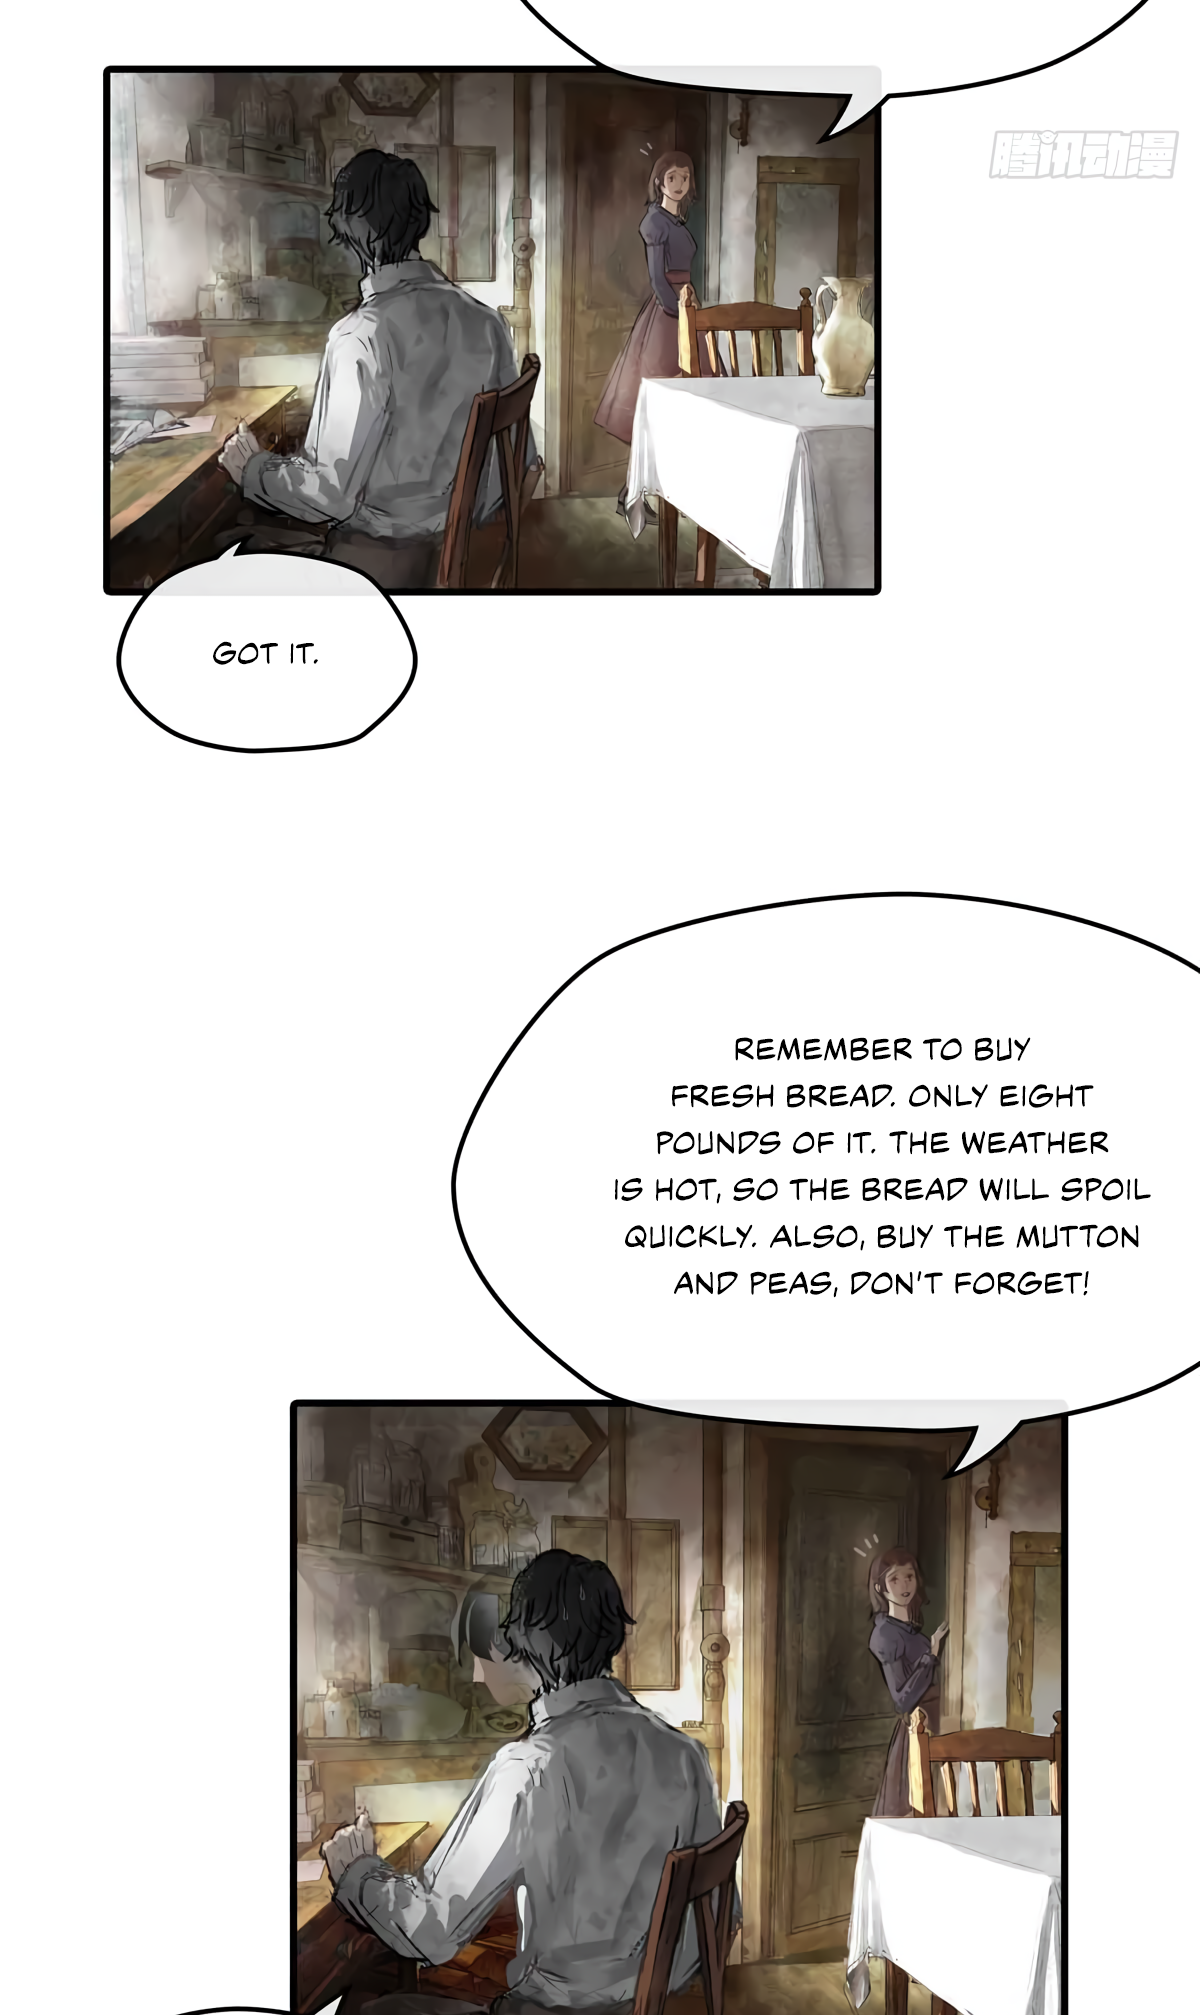 腾讯动漫
GOT IT.
REMEMBER TO BUY
FRESH BREAD. ONLY EIGHT
POUNDS OF IT. THE WEATHER
IS HOT, SO THE BREAD WILL SPOIL
QUICKLY. ALSO, BUY THE MUTTON
AND PEAS, DON'T FORGET!